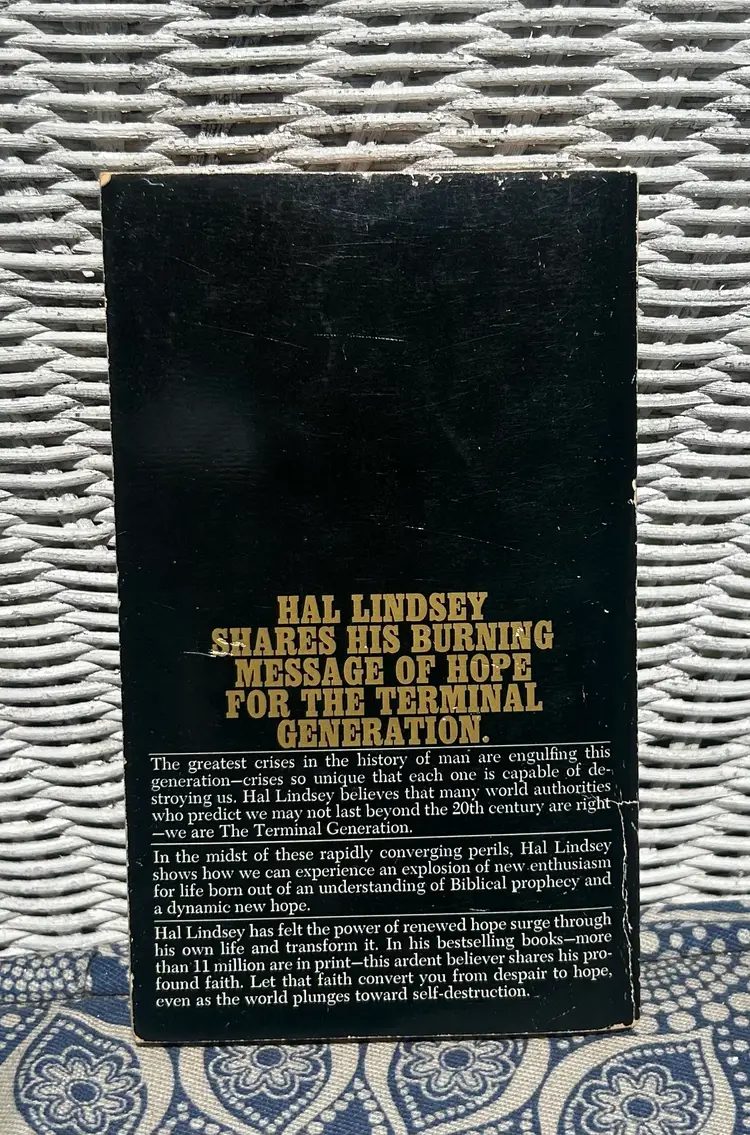 HAL LINDSEY
SHARES HIS BURNING
MESSAGE OF HOPE
FOR THE TERMINAL
GENERATION.
The greatest crises in the history of man are engulfing this
generation—crises so unique that each one is capable of de-
stroying us. Hal Lindsey believes that many world authorities
who predict we may not last beyond the 20th century are right
—we are The Terminal Generation.
In the midst of these rapidly converging perils, Hal Lindsey
shows how we can experience an explosion of new enthusiasm
for life born out of an understanding of Biblical prophecy and
a dynamic new hope.
Hal Lindsey has felt the power of renewed hope surge through
his own life and transform it. In his bestselling books—more
than 11 million are in print—this ardent believer shares his pro-
found faith. Let that faith convert you from despair to hope,
even as the world plunges toward self-destruction.